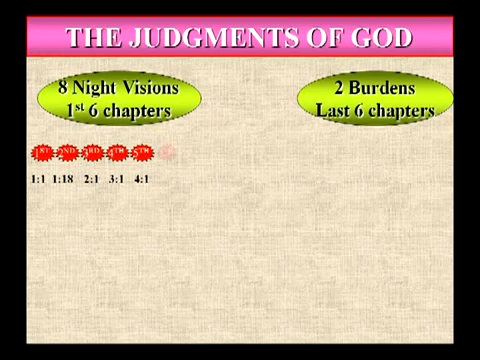 THE JUDGMENTS OF GOD
8 Night Visions
1st 6 chapters
2 Burdens
Last 6 chapters
1ST 2ND 3RD 4TH 5TH
1:1 1:18 2:1 3:1 4:1